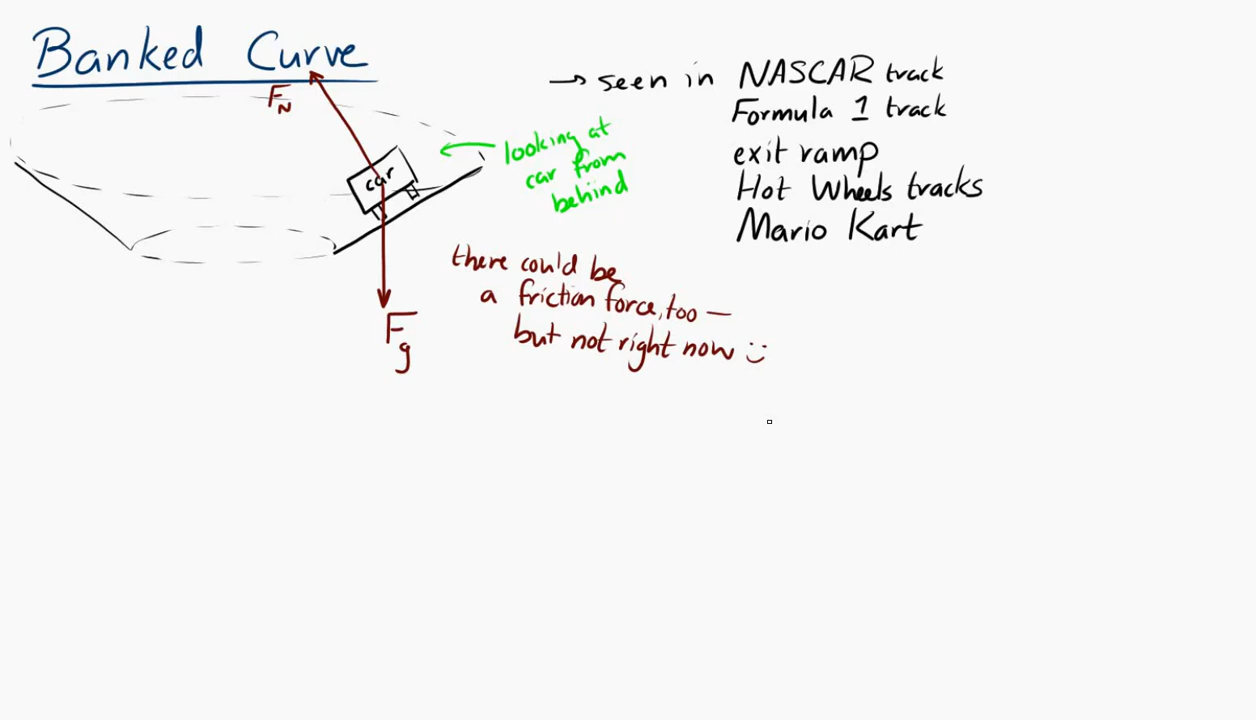 Banked Curve
F_N
car
F_g
looking at
car from
behind
there could be
a friction force, too —
but not right now :)
→ seen in NASCAR track
Formula 1 track
exit ramp
Hot Wheels tracks
Mario Kart